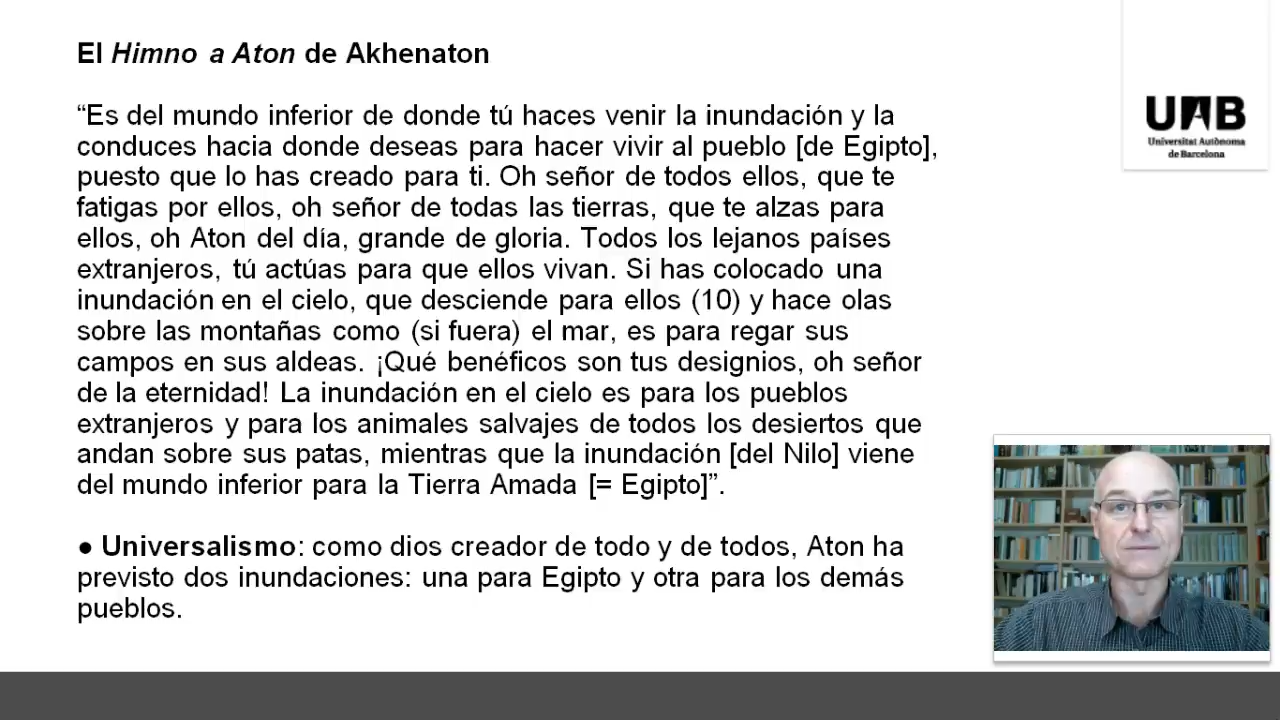 El Himno a Aton de Akhenaton
“Es del mundo inferior de donde tú haces venir la inundación y la
conduces hacia donde deseas para hacer vivir al pueblo [de Egipto],
puesto que lo has creado para ti. Oh señor de todos ellos, que te
fatigas por ellos, oh señor de todas las tierras, que te alzas para
ellos, oh Aton del día, grande de gloria. Todos los lejanos países
extranjeros, tú actúas para que ellos vivan. Si has colocado una
inundación en el cielo, que desciende para ellos (10) y hace olas
sobre las montañas como (si fuera) el mar, es para regar sus
campos en sus aldeas. ¡Qué benéficos son tus designios, oh señor
de la eternidad! La inundación en el cielo es para los pueblos
extranjeros y para los animales salvajes de todos los desiertos que
andan sobre sus patas, mientras que la inundación [del Nilo] viene
del mundo inferior para la Tierra Amada [= Egipto]”.
● Universalismo: como dios creador de todo y de todos, Aton ha
previsto dos inundaciones: una para Egipto y otra para los demás
pueblos.
UAB
Universitat Autònoma
de Barcelona